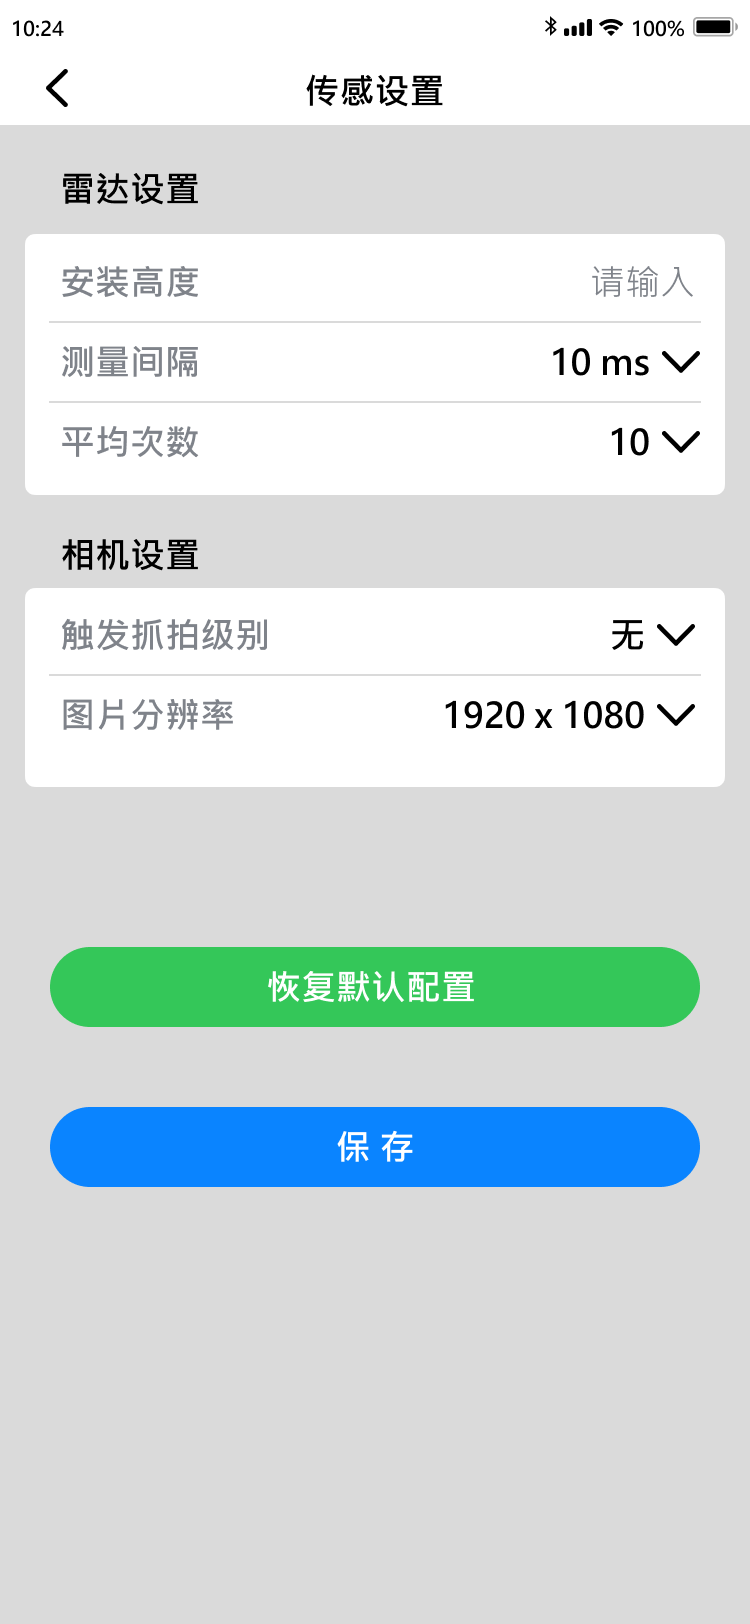 10:24 100%
传感设置
雷达设置
安装高度 请输入
测量间隔 10 ms
平均次数 10
相机设置
触发抓拍级别 无
图片分辨率 1920 x 1080
恢复默认配置
保 存